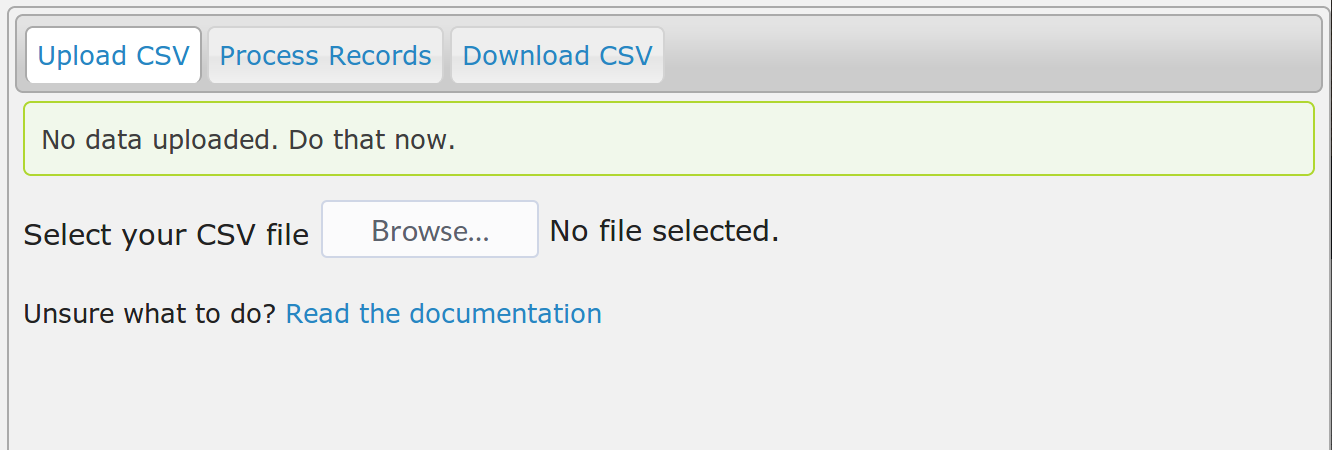 Upload CSV Process Records Download CSV
No data uploaded. Do that now.
Select your CSV file Browse... No file selected.
Unsure what to do? Read the documentation